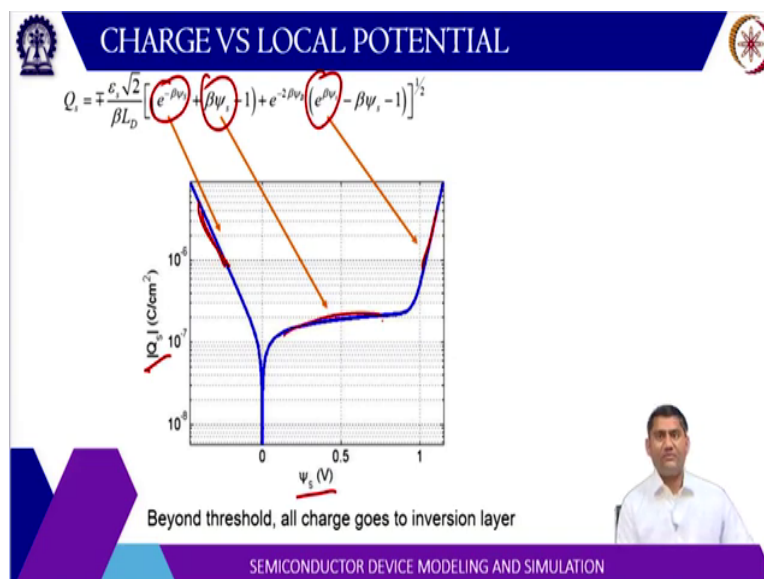 CHARGE VS LOCAL POTENTIAL
Q_s = ∓ ε_s√2 / βL_D [(e^{-βψ_s} + βψ_s - 1) + e^{-2βψ_B}(e^{βψ_s} - βψ_s - 1)]^{1/2}
|Q_s| (C/cm²)
10⁻⁶
10⁻⁷
10⁻⁸
0 0.5 1
ψ_s (V)
Beyond threshold, all charge goes to inversion layer
SEMICONDUCTOR DEVICE MODELING AND SIMULATION